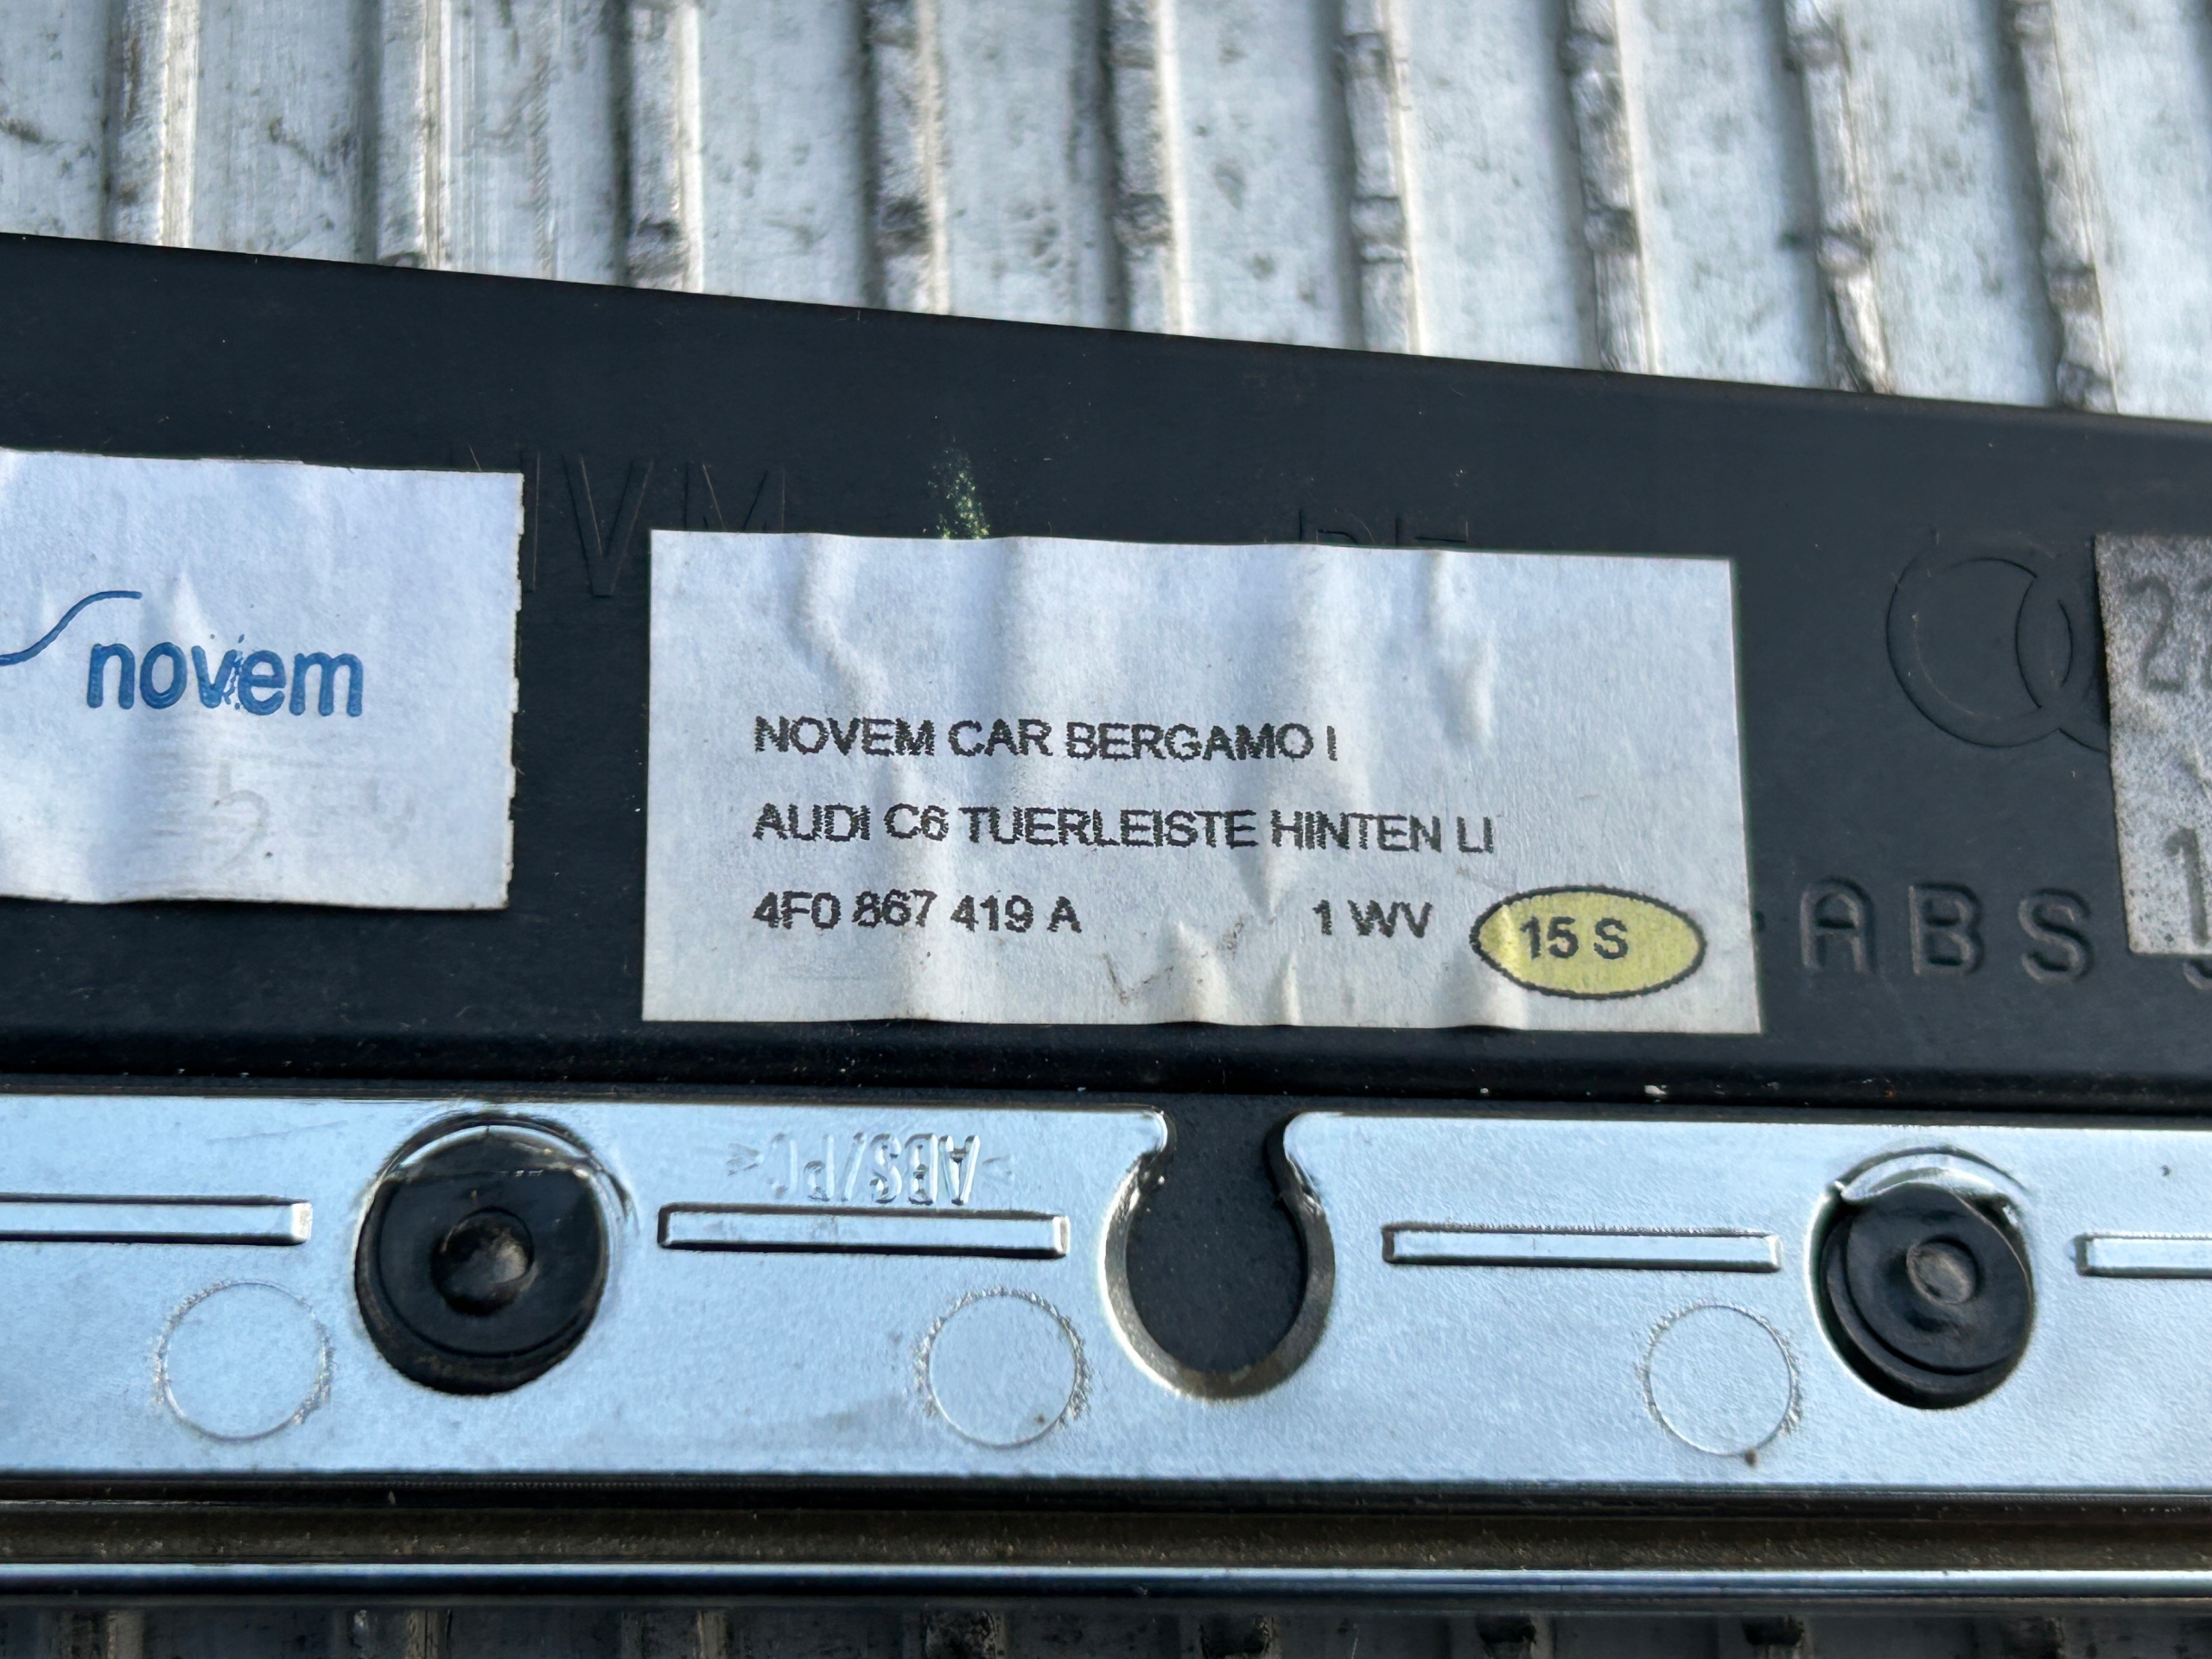 novem
NOVEM CAR BERGAMO I
AUDI C6 TUERLEISTE HINTEN LI
4F0 867 419 A 1 WV 15 S
ABS
>ABS/PC<